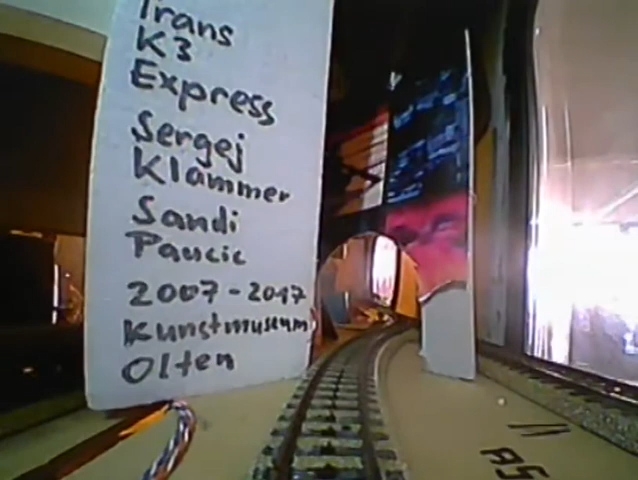 Trans
K3
Express
Sergej
Klammer
Sandi
Paucic
2007-2017
Kunstmuseum
Olten